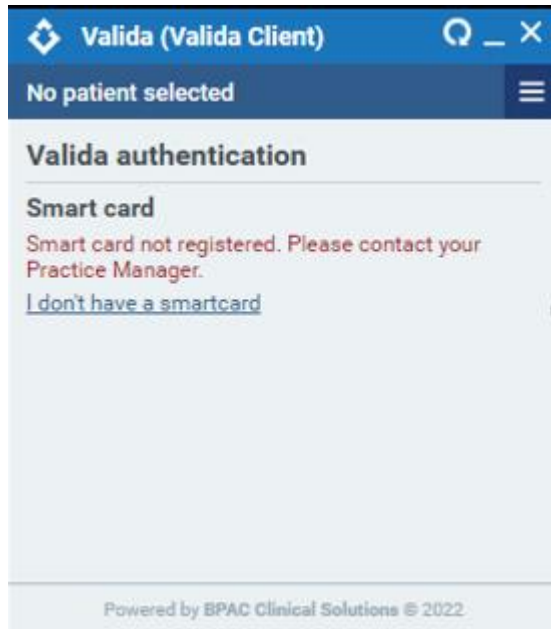 Valida (Valida Client)
No patient selected
Valida authentication
Smart card
Smart card not registered. Please contact your
Practice Manager.
I don't have a smartcard
Powered by BPAC Clinical Solutions © 2022